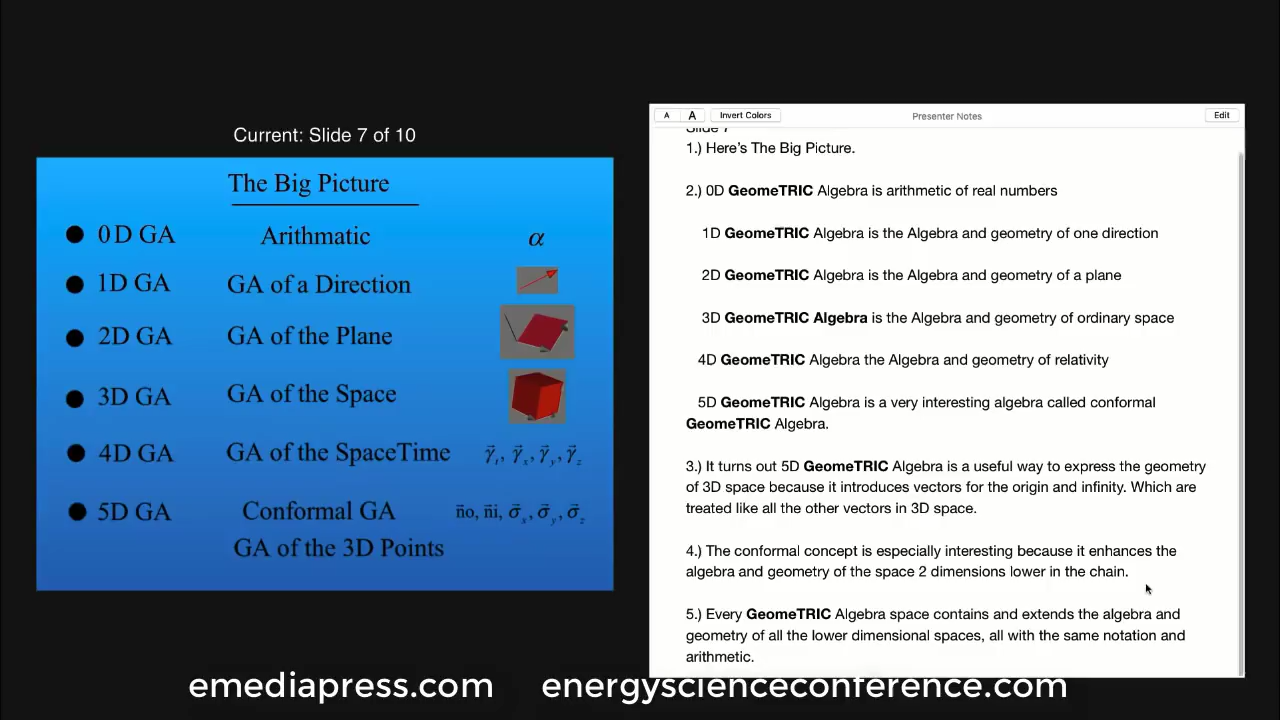 Current: Slide 7 of 10
The Big Picture
0D GA Arithmatic α
1D GA GA of a Direction
2D GA GA of the Plane
3D GA GA of the Space
4D GA GA of the SpaceTime γ⃗t, γ⃗x, γ⃗y, γ⃗z
5D GA Conformal GA n⃗o, n⃗i, σ⃗x, σ⃗y, σ⃗z
GA of the 3D Points
A A Invert Colors Presenter Notes Edit
Slide 7
1.) Here's The Big Picture.
2.) 0D GeomeTRIC Algebra is arithmetic of real numbers
1D GeomeTRIC Algebra is the Algebra and geometry of one direction
2D GeomeTRIC Algebra is the Algebra and geometry of a plane
3D GeomeTRIC Algebra is the Algebra and geometry of ordinary space
4D GeomeTRIC Algebra the Algebra and geometry of relativity
5D GeomeTRIC Algebra is a very interesting algebra called conformal
GeomeTRIC Algebra.
3.) It turns out 5D GeomeTRIC Algebra is a useful way to express the geometry
of 3D space because it introduces vectors for the origin and infinity. Which are
treated like all the other vectors in 3D space.
4.) The conformal concept is especially interesting because it enhances the
algebra and geometry of the space 2 dimensions lower in the chain.
5.) Every GeomeTRIC Algebra space contains and extends the algebra and
geometry of all the lower dimensional spaces, all with the same notation and
arithmetic.
emediapress.com energyscienceconference.com